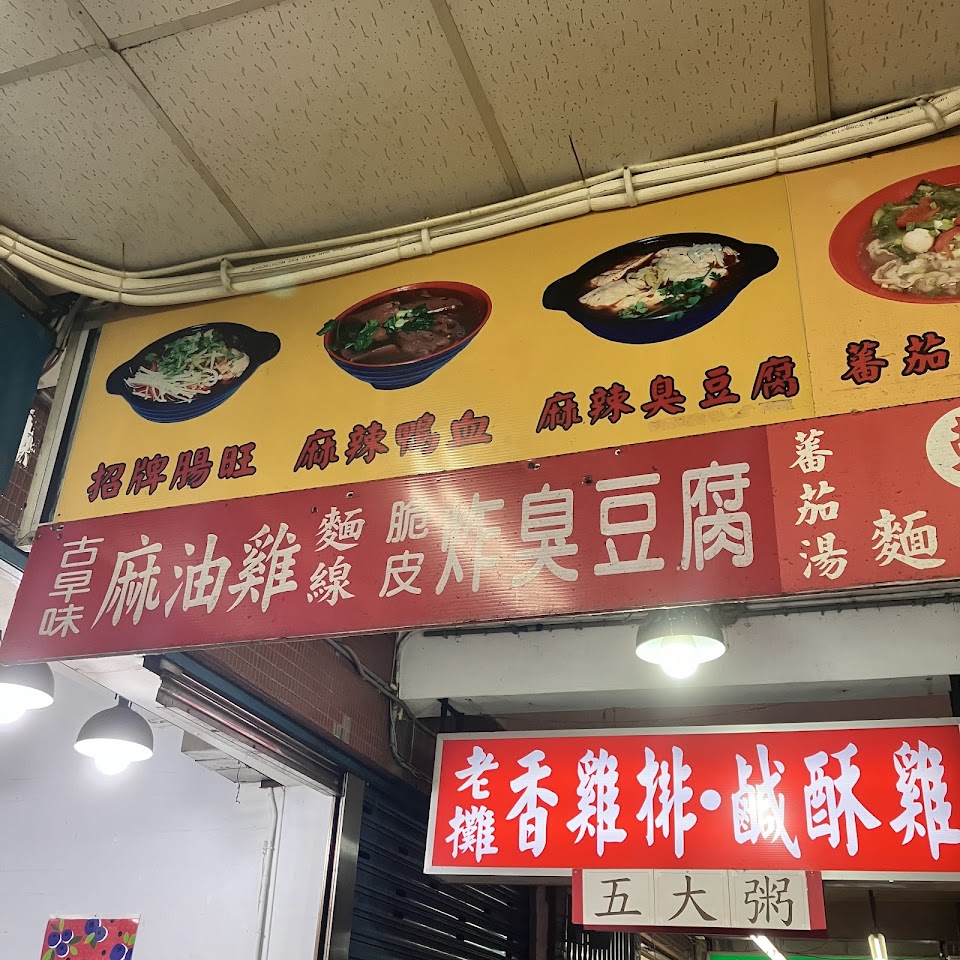 招牌腸旺 麻辣鴨血 麻辣臭豆腐 蕃茄
古早味麻油雞麵線 脆皮炸臭豆腐 蕃茄湯麵
老攤香雞排・鹹酥雞
五大粥